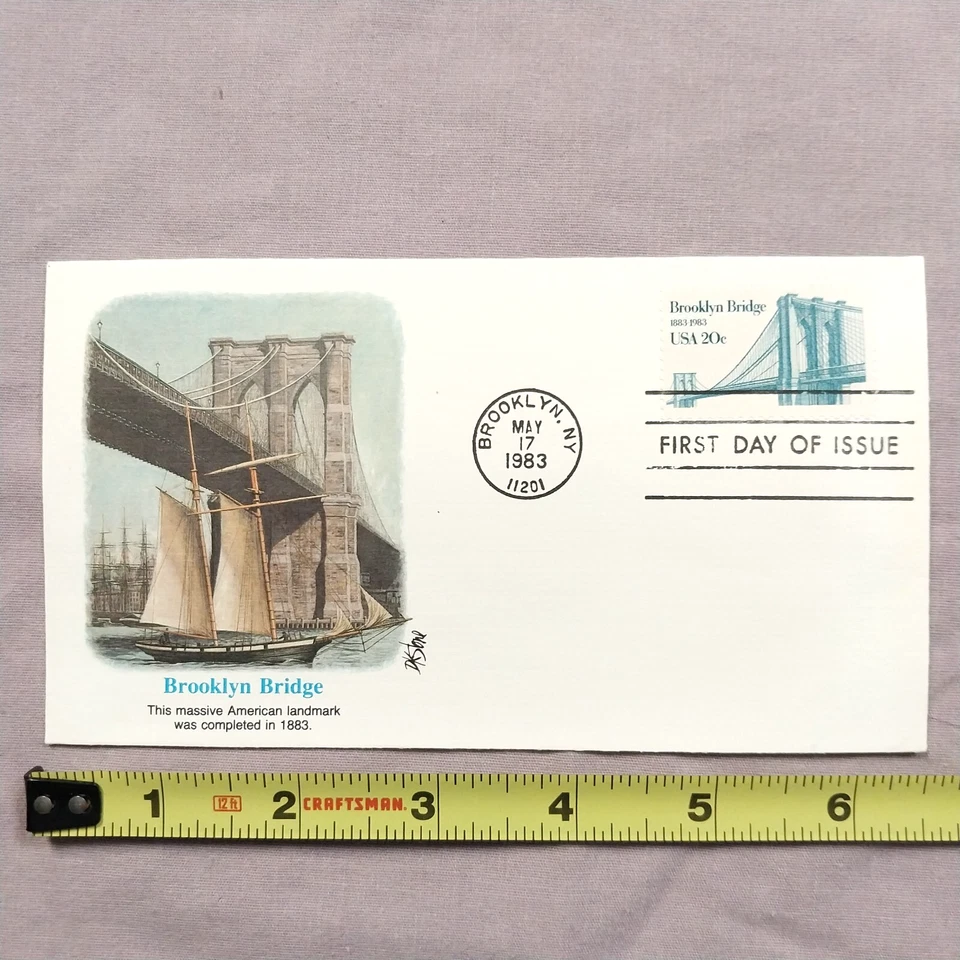 Brooklyn Bridge
1883 1983
USA 20c
BROOKLYN, NY
MAY
17
1983
11201
FIRST DAY OF ISSUE
DKStone
Brooklyn Bridge
This massive American landmark
was completed in 1883.
1 12 ft 2 CRAFTSMAN. 3 4 5 6